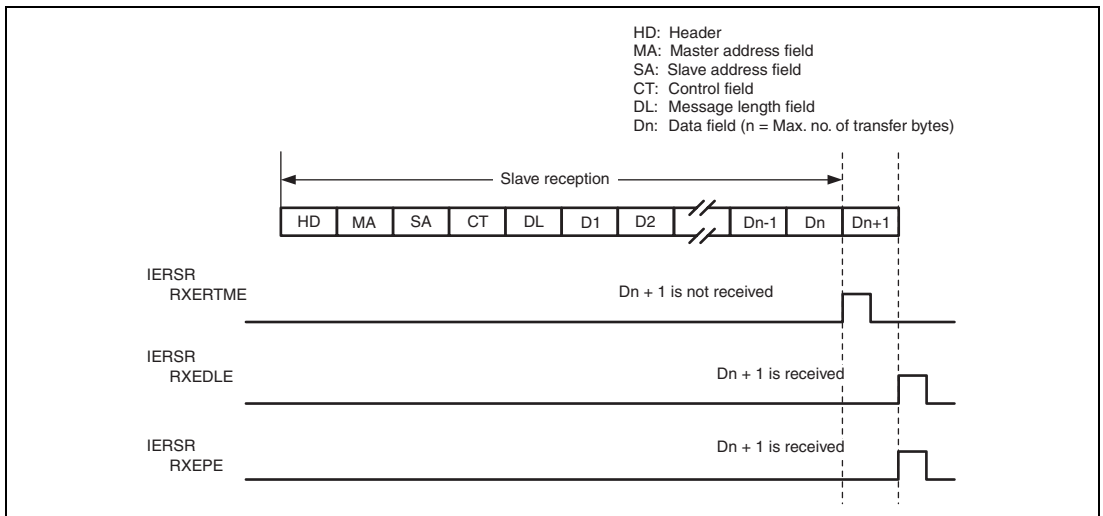 HD: Header
MA: Master address field
SA: Slave address field
CT: Control field
DL: Message length field
Dn: Data field (n = Max. no. of transfer bytes)
Slave reception
HD MA SA CT DL D1 D2 Dn-1 Dn Dn+1
IERSR
RXERTME
Dn + 1 is not received
IERSR
RXEDLE
Dn + 1 is received
IERSR
RXEPE
Dn + 1 is received